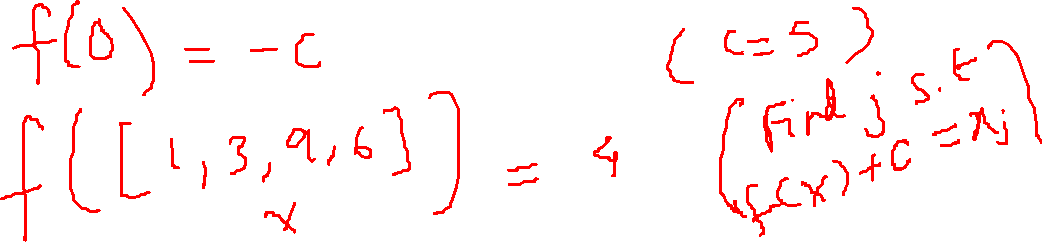 f(0) = -c (c=5)
f([1,3,9,6]) = 4 (Find j s.t
x f(x)+c = xj)